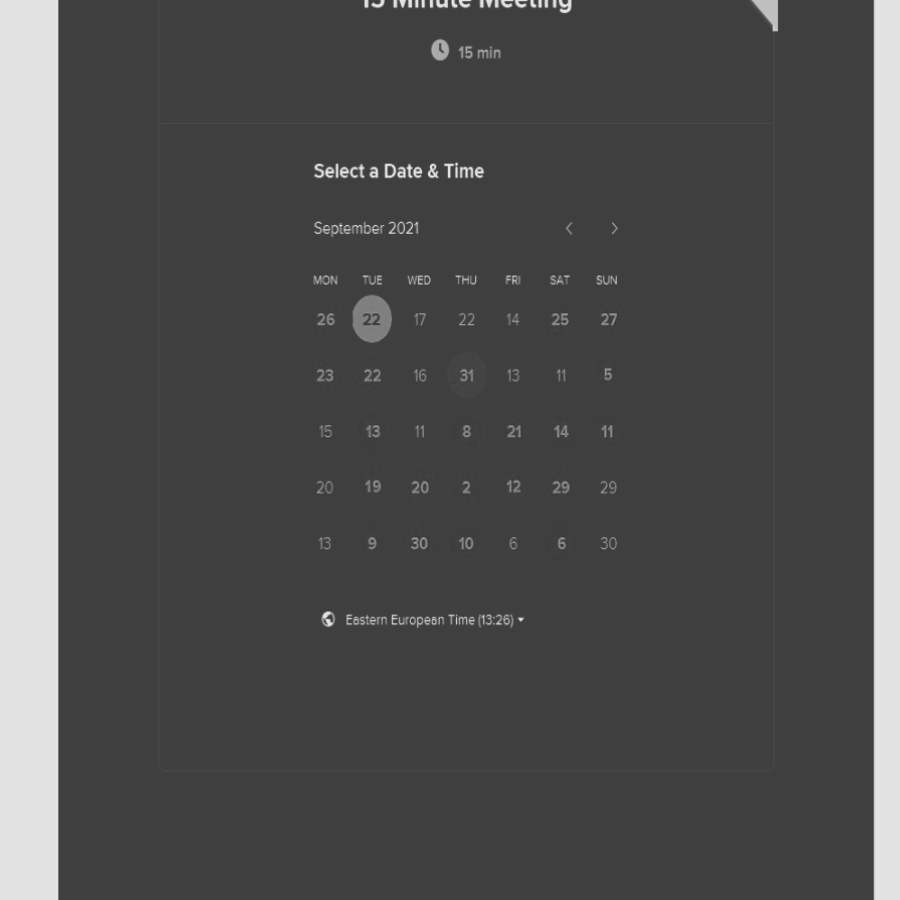 15 Minute Meeting
15 min
Select a Date & Time
September 2021
MON TUE WED THU FRI SAT SUN
26 22 17 22 14 25 27
23 22 16 31 13 11 5
15 13 11 8 21 14 11
20 19 20 2 12 29 29
13 9 30 10 6 6 30
Eastern European Time (13:26)